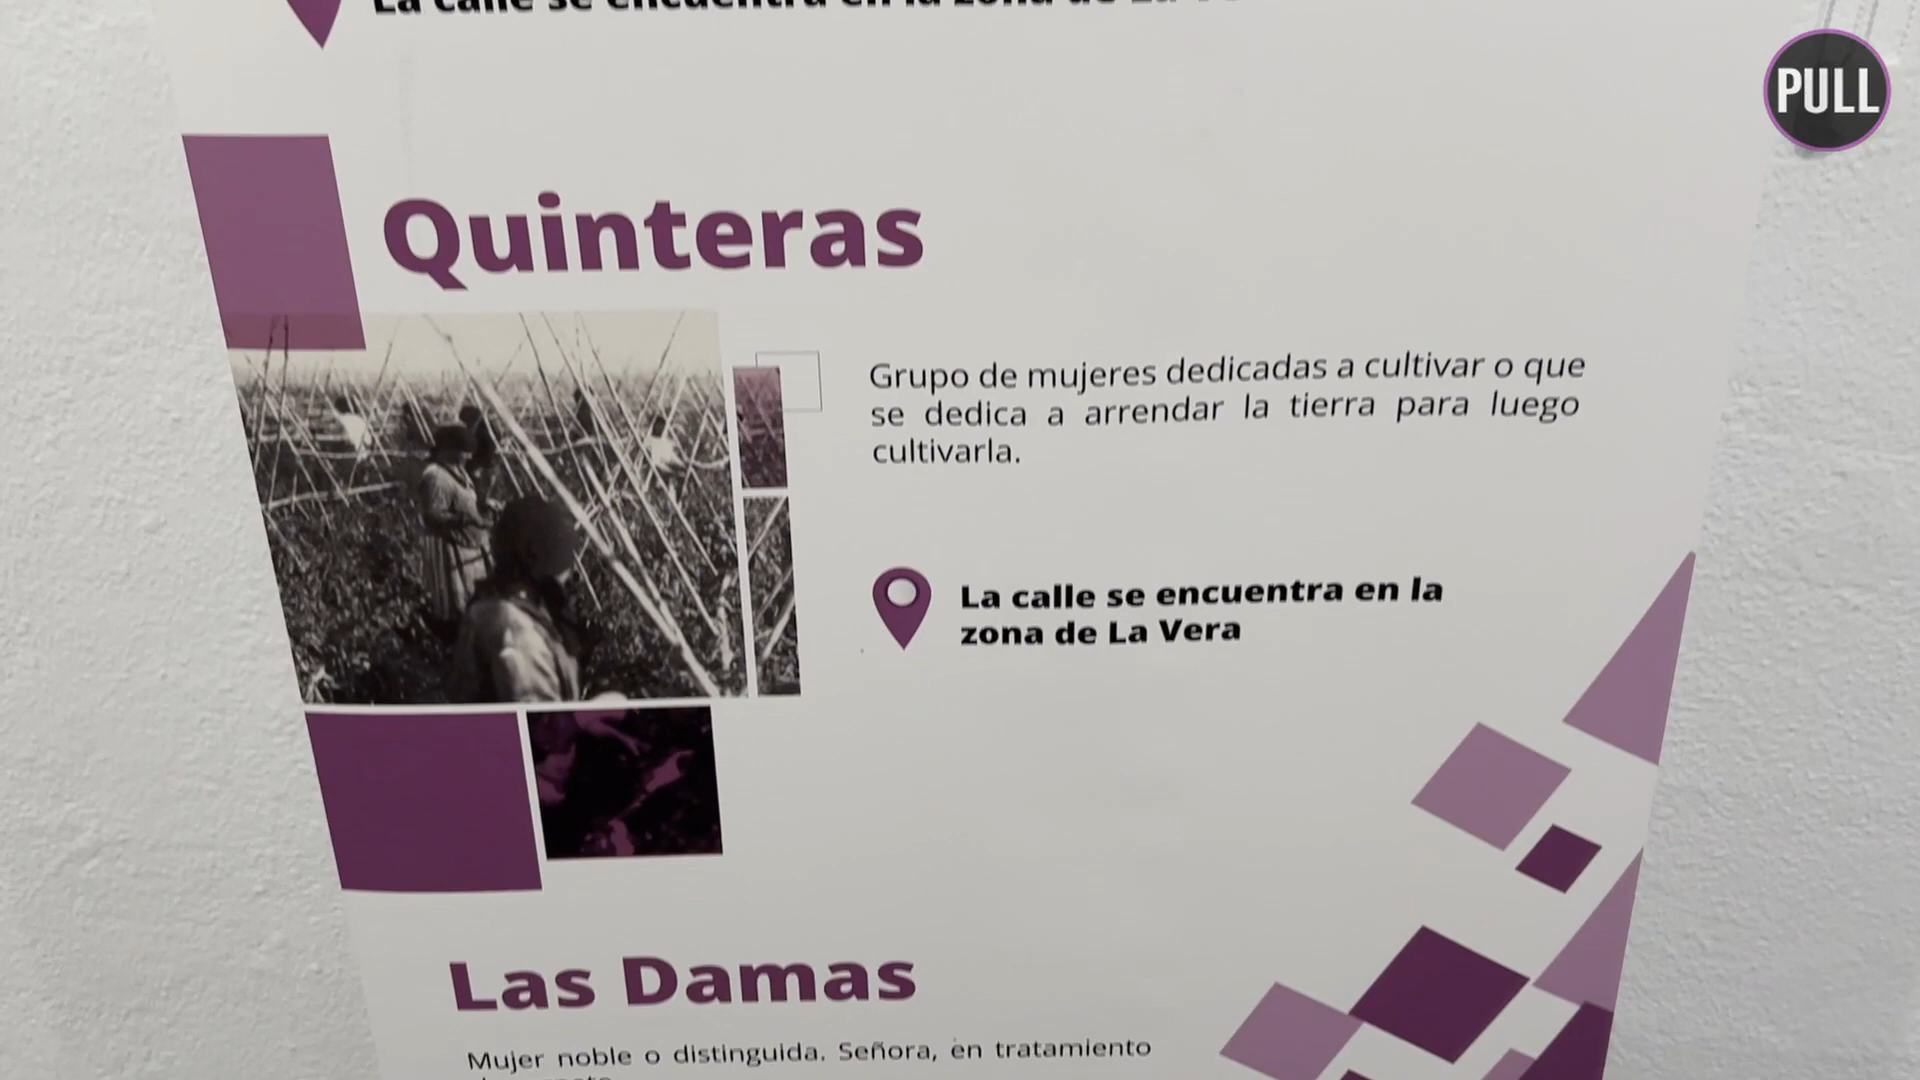 La calle se encuentra en la zona de La
PULL
Quinteras
Grupo de mujeres dedicadas a cultivar o que
se dedica a arrendar la tierra para luego
cultivarla.
La calle se encuentra en la
zona de La Vera
Las Damas
Mujer noble o distinguida. Señora, en tratamiento